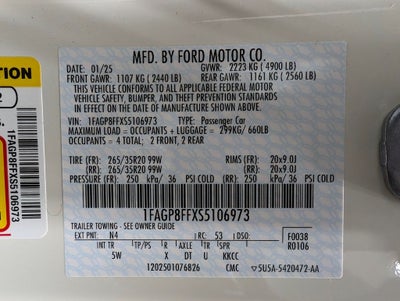 MFD. BY FORD MOTOR CO.
DATE: 01/25 GVWR: 2223 KG ( 4900 LB)
FRONT GAWR: 1107 KG ( 2440 LB) REAR GAWR: 1161 KG ( 2560 LB)
THIS VEHICLE CONFORMS TO ALL APPLICABLE FEDERAL MOTOR
VEHICLE SAFETY, BUMPER, AND THEFT PREVENTION STANDARDS IN
EFFECT ON THE DATE OF MANUFACTURE SHOWN ABOVE.
VIN: 1FAGP8FFXS5106973 TYPE: Passenger Car
MAXIMUM LOAD = OCCUPANTS + LUGGAGE = 299KG/ 660LB
OCCUPANTS = 4 TOTAL; 2 FRONT, 2 REAR
TIRE (FR): 265/35R20 99W RIMS (FR): 20x9.0J
TIRE (RR): 265/35R20 99W RIMS (RR): 20x9.0J
PRESSURE (FR): 250 kPa/ 36 PSI COLD PRESSURE (RR): 250 kPa/ 36 PSI COLD
1FAGP8FFXS5106973
TRAILER TOWING - SEE OWNER GUIDE
EXT PNT: N4 RC: 53 DSO: F0038
INT TR TP/PS R AXLE TR SPR R0106
5W X DT U KKCC
1202501076826 CMC ▽5U5A-5420472-AA
TION
2
1FAGP8FFXS5106973